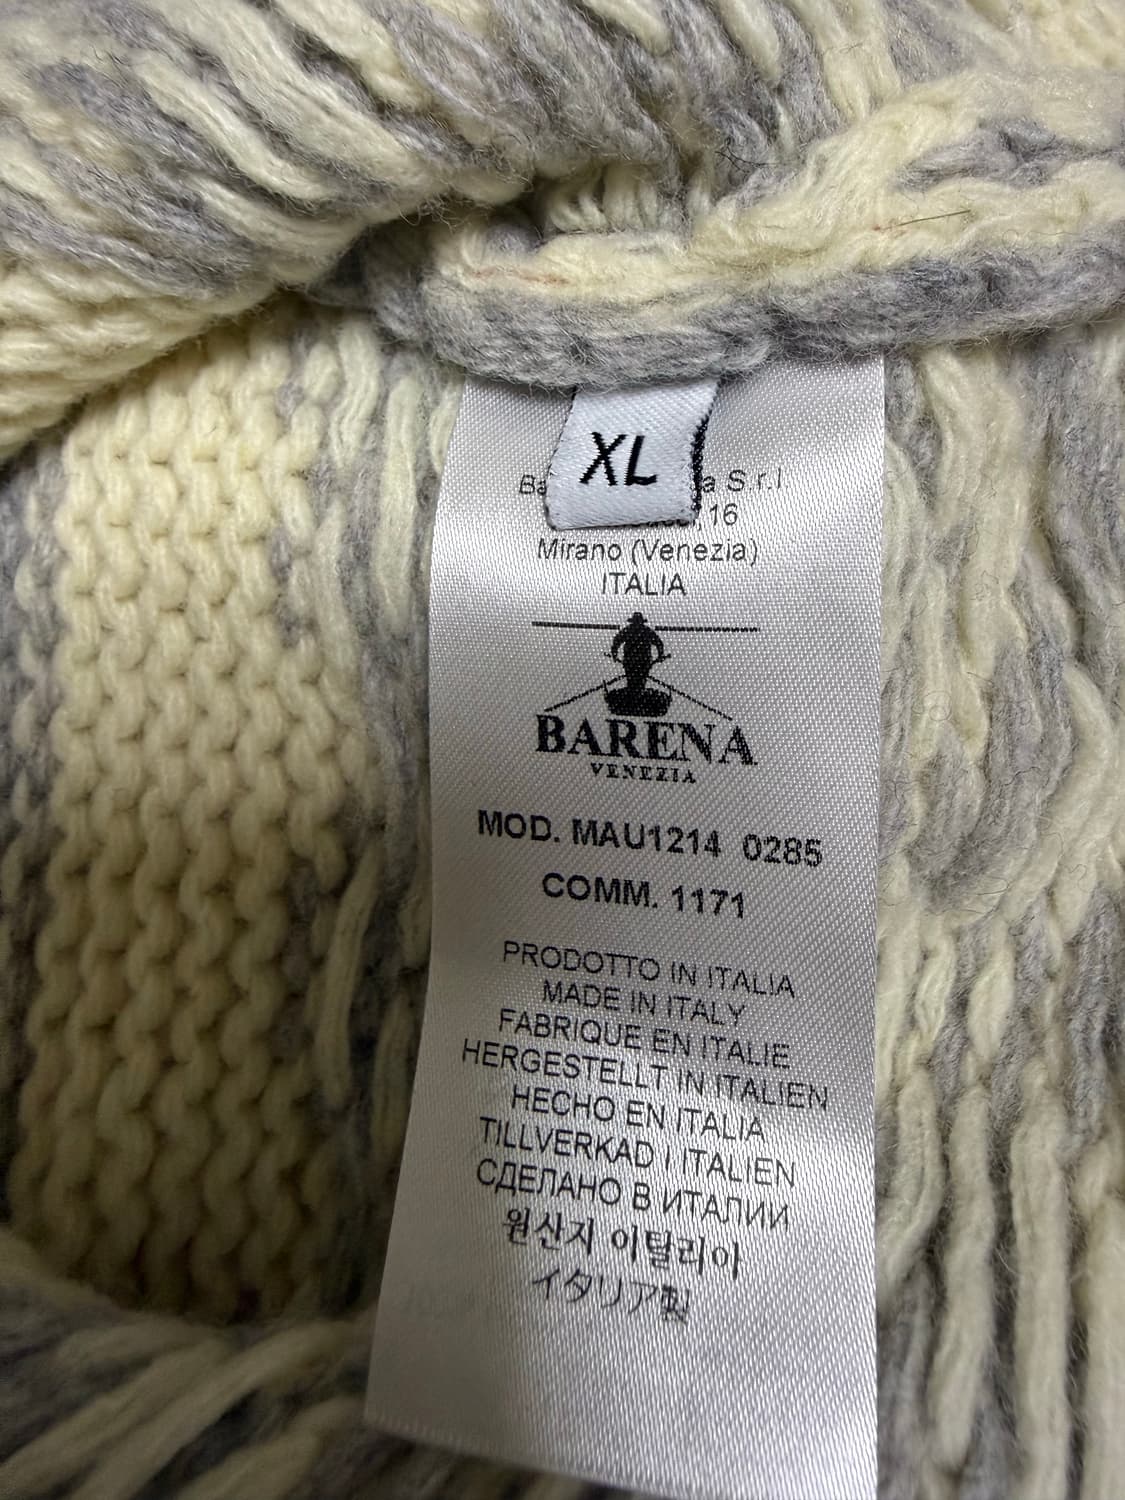 XL
S.r.l
16
Mirano (Venezia)
ITALIA
BARENA
VENEZIA
MOD. MAU1214 0285
COMM. 1171
PRODOTTO IN ITALIA
MADE IN ITALY
FABRIQUE EN ITALIE
HERGESTELLT IN ITALIEN
HECHO EN ITALIA
TILLVERKAD I ITALIEN
СДЕЛАНО В ИТАЛИИ
원산지 이탈리아
イタリア製